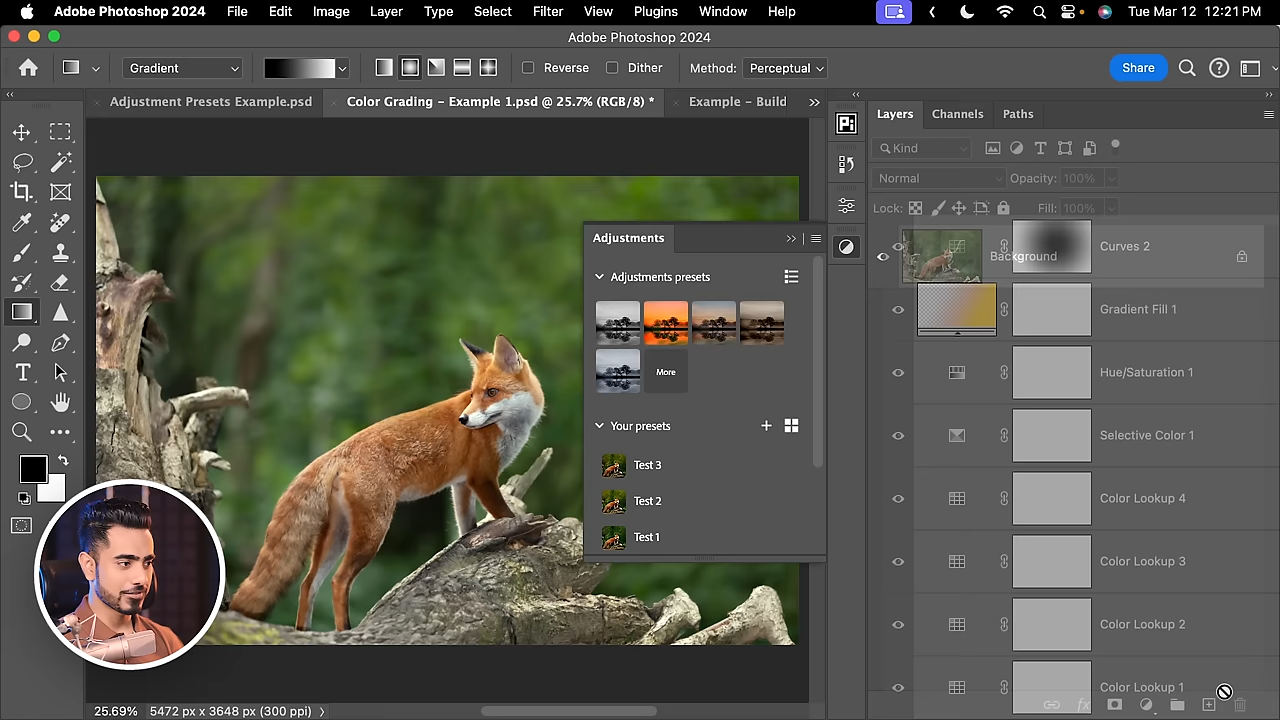 Adobe Photoshop 2024 File Edit Image Layer Type Select Filter View Plugins Window Help Tue Mar 12 12:21 PM
Adobe Photoshop 2024
Gradient Reverse Dither Method: Perceptual Share
Adjustment Presets Example.psd Color Grading – Example 1.psd @ 25.7% (RGB/8) * Example – Build
Layers Channels Paths
Kind
Normal Opacity: 100%
Lock: Fill: 100%
Curves 2
Background
Gradient Fill 1
Hue/Saturation 1
Selective Color 1
Color Lookup 4
Color Lookup 3
Color Lookup 2
Color Lookup 1
Adjustments
Adjustments presets
More
Your presets
Test 3
Test 2
Test 1
25.69% 5472 px x 3648 px (300 ppi)